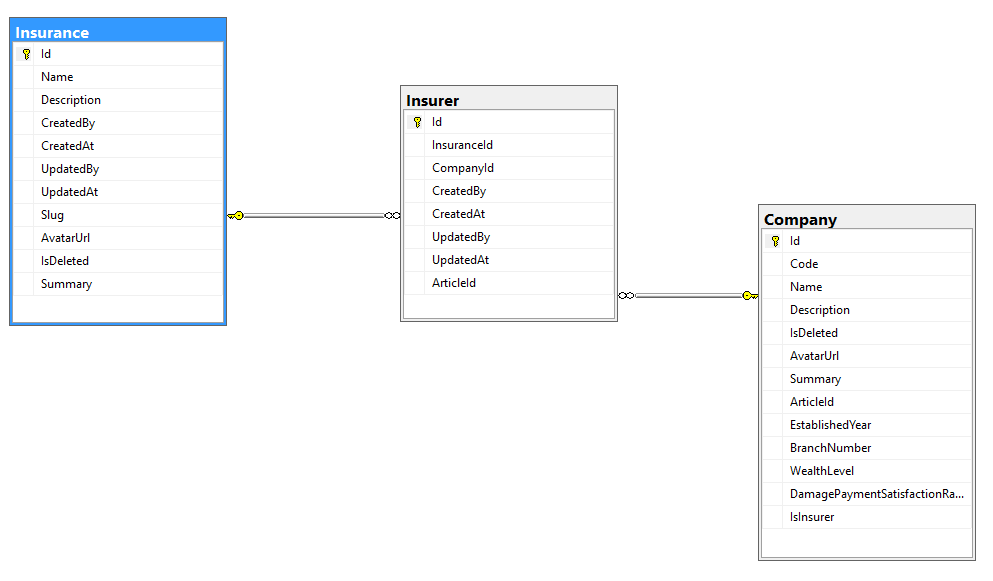 Insurance
Id
Name
Description
CreatedBy
CreatedAt
UpdatedBy
UpdatedAt
Slug
AvatarUrl
IsDeleted
Summary
Insurer
Id
InsuranceId
CompanyId
CreatedBy
CreatedAt
UpdatedBy
UpdatedAt
ArticleId
Company
Id
Code
Name
Description
IsDeleted
AvatarUrl
Summary
ArticleId
EstablishedYear
BranchNumber
WealthLevel
DamagePaymentSatisfactionRa...
IsInsurer